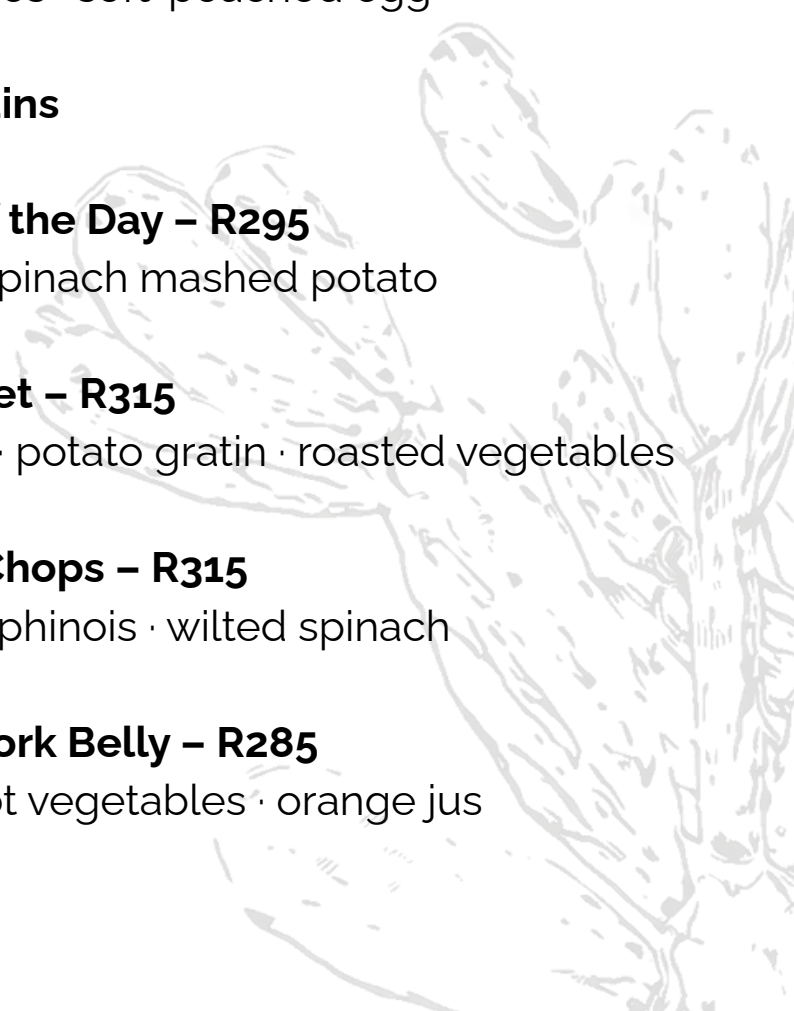 soft-poached egg
ins
the Day – R295
pinach mashed potato
et – R315
· potato gratin · roasted vegetables
Chops – R315
phinois · wilted spinach
ork Belly – R285
ot vegetables · orange jus